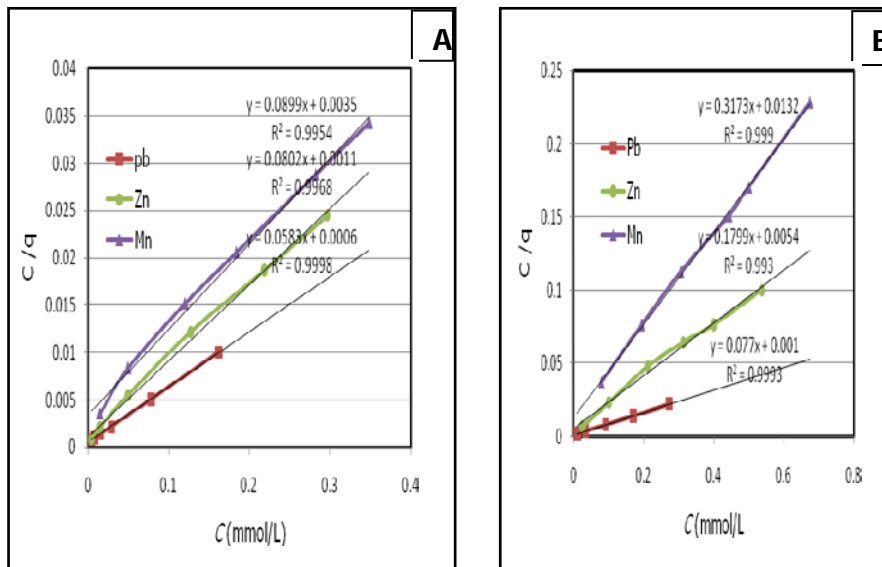 A
0.04
0.035
0.03
0.025
0.02
0.015
0.01
0.005
0
C/q
y = 0.0899x + 0.0035
R² = 0.9954
y = 0.0802x + 0.0011
R² = 0.9968
y = 0.0583x + 0.0006
R² = 0.9998
pb
Zn
Mn
0 0.1 0.2 0.3 0.4
C(mmol/L)
0.25
0.2
0.15
0.1
0.05
0
C/q
y = 0.3173x + 0.0132
R² = 0.999
y = 0.1799x + 0.0054
R² = 0.993
y = 0.077x + 0.001
R² = 0.9993
Pb
Zn
Mn
0 0.2 0.4 0.6 0.8
C(mmol/L